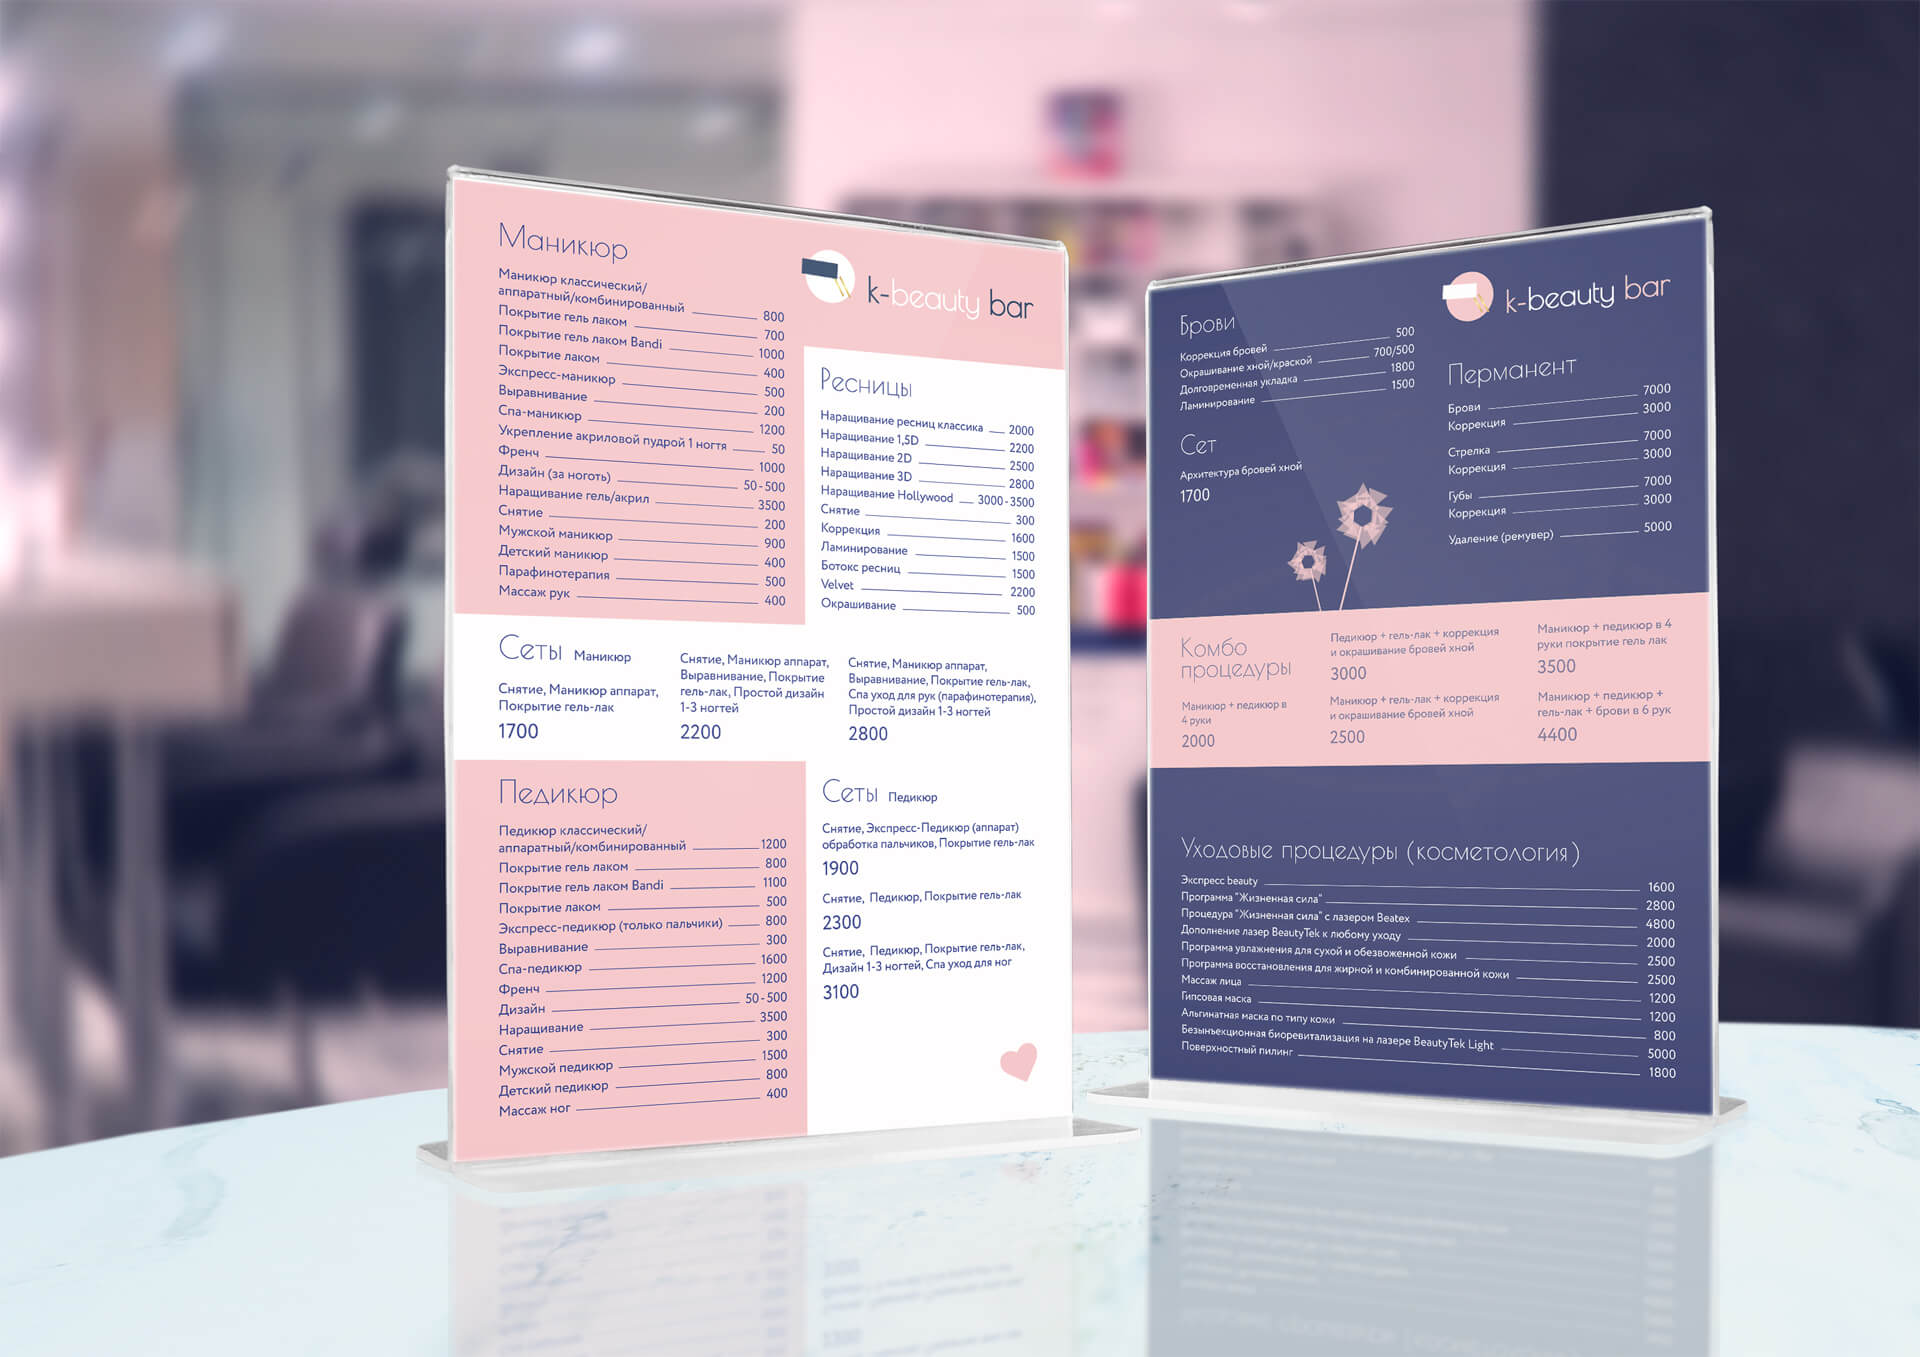 Маникюр
Маникюр классический/
аппаратный/комбинированный 800
Покрытие гель лаком 700
Покрытие гель лаком Bandi 1000
Покрытие лаком 400
Экспресс-маникюр 500
Выравнивание 200
Спа-маникюр 1200
Укрепление акриловой пудрой 1 ногтя 50
Френч 1000
Дизайн (за ноготь) 50-500
Наращивание гель/акрил 3500
Снятие 200
Мужской маникюр 900
Детский маникюр 400
Парафинотерапия 500
Массаж рук 400
k-beauty bar
Ресницы
Наращивание ресниц классика 2000
Наращивание 1,5D 2200
Наращивание 2D 2500
Наращивание 3D 2800
Наращивание Hollywood 3000-3500
Снятие 300
Коррекция 1600
Ламинирование 1500
Ботокс ресниц 1500
Velvet 2200
Окрашивание 500
Сеты Маникюр
Снятие, Маникюр аппарат,
Покрытие гель-лак
1700
Снятие, Маникюр аппарат,
Выравнивание, Покрытие
гель-лак, Простой дизайн
1-3 ногтей
2200
Снятие, Маникюр аппарат,
Выравнивание, Покрытие гель-лак,
Спа уход для рук (парафинотерапия),
Простой дизайн 1-3 ногтей
2800
Педикюр
Педикюр классический/
аппаратный/комбинированный 1200
Покрытие гель лаком 800
Покрытие гель лаком Bandi 1100
Покрытие лаком 500
Экспресс-педикюр (только пальчики) 800
Выравнивание 300
Спа-педикюр 1600
Френч 1200
Дизайн 50-500
Наращивание 3500
Снятие 300
Мужской педикюр 1500
Детский педикюр 800
Массаж ног 400
Сеты Педикюр
Снятие, Экспресс-Педикюр (аппарат)
обработка пальчиков, Покрытие гель-лак
1900
Снятие, Педикюр, Покрытие гель-лак
2300
Снятие, Педикюр, Покрытие гель-лак,
Дизайн 1-3 ногтей, Спа уход для ног
3100
k-beauty bar
Брови
Коррекция бровей 500
Окрашивание хной/краской 700/500
Долговременная укладка 1800
Ламинирование 1500
Сет
Архитектура бровей хной
1700
Перманент
Брови 7000
Коррекция 3000
Стрелка 7000
Коррекция 3000
Губы 7000
Коррекция 3000
Удаление (ремувер) 5000
Комбо
процедуры
Маникюр + педикюр в
4 руки
2000
Педикюр + гель-лак + коррекция
и окрашивание бровей хной
3000
Маникюр + гель-лак + коррекция
и окрашивание бровей хной
2500
Маникюр + педикюр в 4
руки покрытие гель лак
3500
Маникюр + педикюр +
гель-лак + брови в 6 рук
4400
Уходовые процедуры (косметология)
Экспресс beauty 1600
Программа "Жизненная сила" 2800
Процедура "Жизненная сила" с лазером Beatex 4800
Дополнение лазер BeautyTek к любому уходу 2000
Программа увлажнения для сухой и обезвоженной кожи 2500
Программа восстановления для жирной и комбинированной кожи 2500
Массаж лица 1200
Гипсовая маска 1200
Альгинатная маска по типу кожи 800
Безынъекционная биоревитализация на лазере BeautyTek Light 5000
Поверхностный пилинг 1800